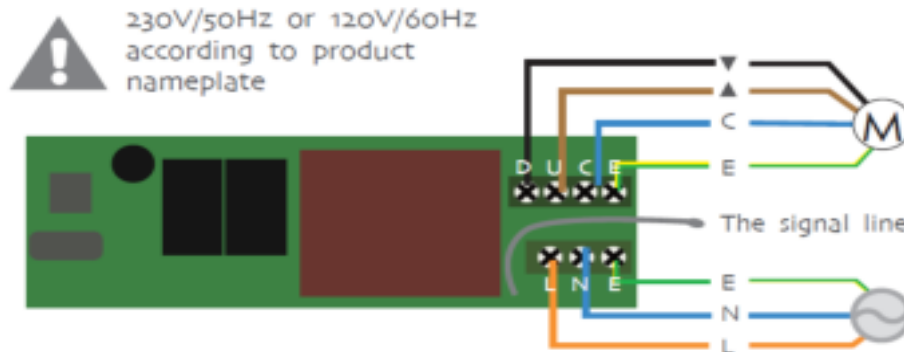 230V/50Hz or 120V/60Hz
according to product
nameplate
▼
▲
C
M
D U C E
E
The signal line
L N E
E
N
L